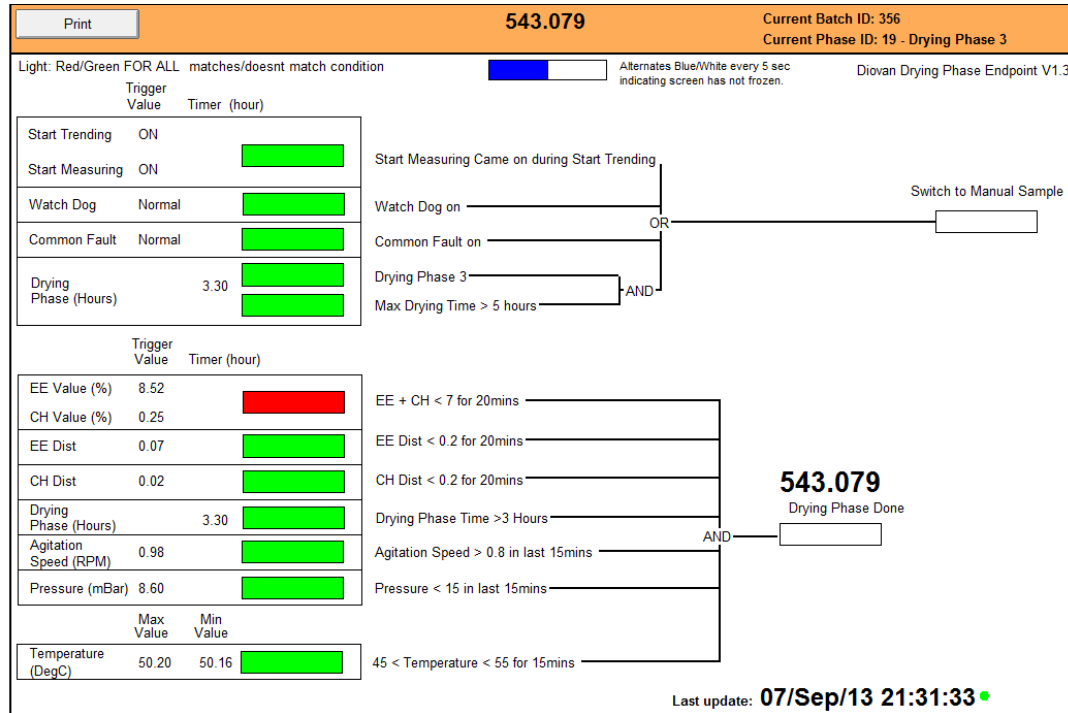 Print
543.079
Current Batch ID: 356
Current Phase ID: 19 - Drying Phase 3
Light: Red/Green FOR ALL matches/doesnt match condition
Alternates Blue/White every 5 sec
indicating screen has not frozen.
Diovan Drying Phase Endpoint V1.3
Trigger
Value Timer (hour)
Start Trending ON
Start Measuring ON
Start Measuring Came on during Start Trending
Watch Dog Normal
Watch Dog on
Common Fault Normal
Common Fault on
OR
Switch to Manual Sample
Drying
Phase (Hours) 3.30
Drying Phase 3
Max Drying Time > 5 hours
AND
Trigger
Value Timer (hour)
EE Value (%) 8.52
CH Value (%) 0.25
EE + CH < 7 for 20mins
EE Dist 0.07
EE Dist < 0.2 for 20mins
CH Dist 0.02
CH Dist < 0.2 for 20mins
Drying
Phase (Hours) 3.30
Drying Phase Time >3 Hours
Agitation
Speed (RPM) 0.98
Agitation Speed > 0.8 in last 15mins
Pressure (mBar) 8.60
Pressure < 15 in last 15mins
AND
543.079
Drying Phase Done
Max
Value
Min
Value
Temperature
(DegC) 50.20 50.16
45 < Temperature < 55 for 15mins
Last update: 07/Sep/13 21:31:33